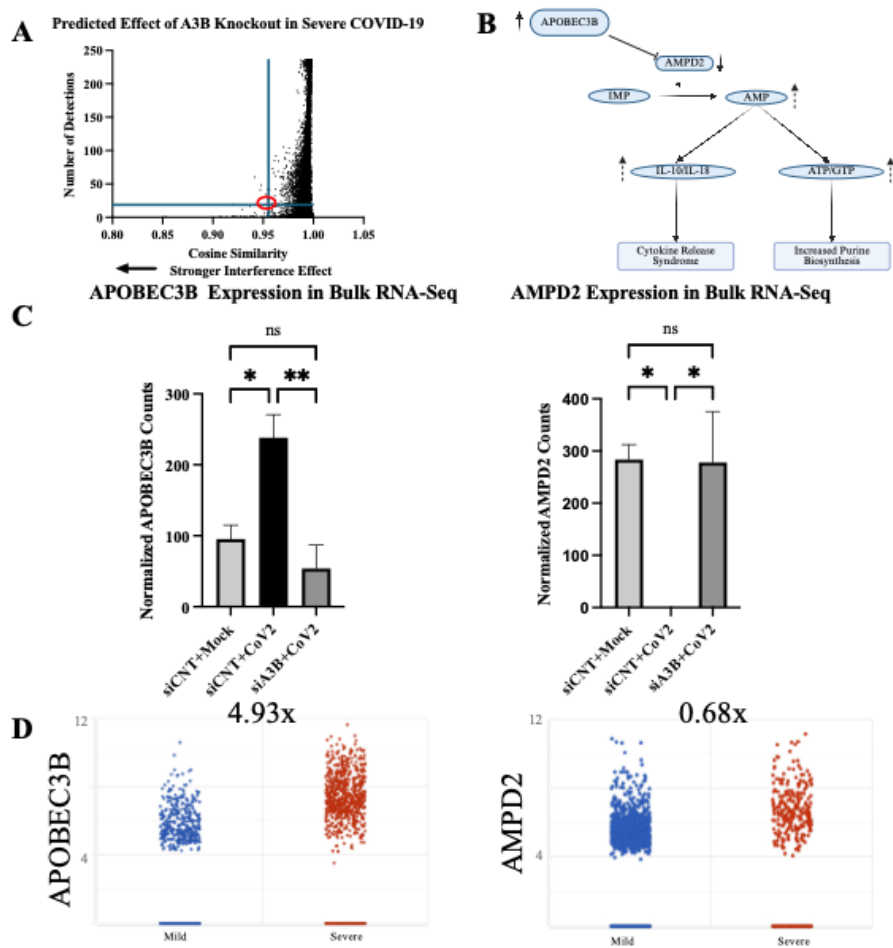 A
Predicted Effect of A3B Knockout in Severe COVID-19
Number of Detections
250
200
150
100
50
0
0.80
0.85
0.90
0.95
1.00
1.05
Cosine Similarity
Stronger Interference Effect
B
APOBEC3B
AMPD2
IMP
AMP
IL-10/IL-18
ATP/GTP
Cytokine Release
Syndrome
Increased Purine
Biosynthesis
C
APOBEC3B Expression in Bulk RNA-Seq
ns
*
**
Normalized APOBEC3B Counts
300
200
100
0
siCNT+Mock
siCNT+CoV2
siA3B+CoV2
AMPD2 Expression in Bulk RNA-Seq
ns
*
*
Normalized AMPD2 Counts
400
300
200
100
0
siCNT+Mock
siCNT+CoV2
siA3B+CoV2
D
4.93x
APOBEC3B
12
4
Mild
Severe
0.68x
AMPD2
12
4
Mild
Severe